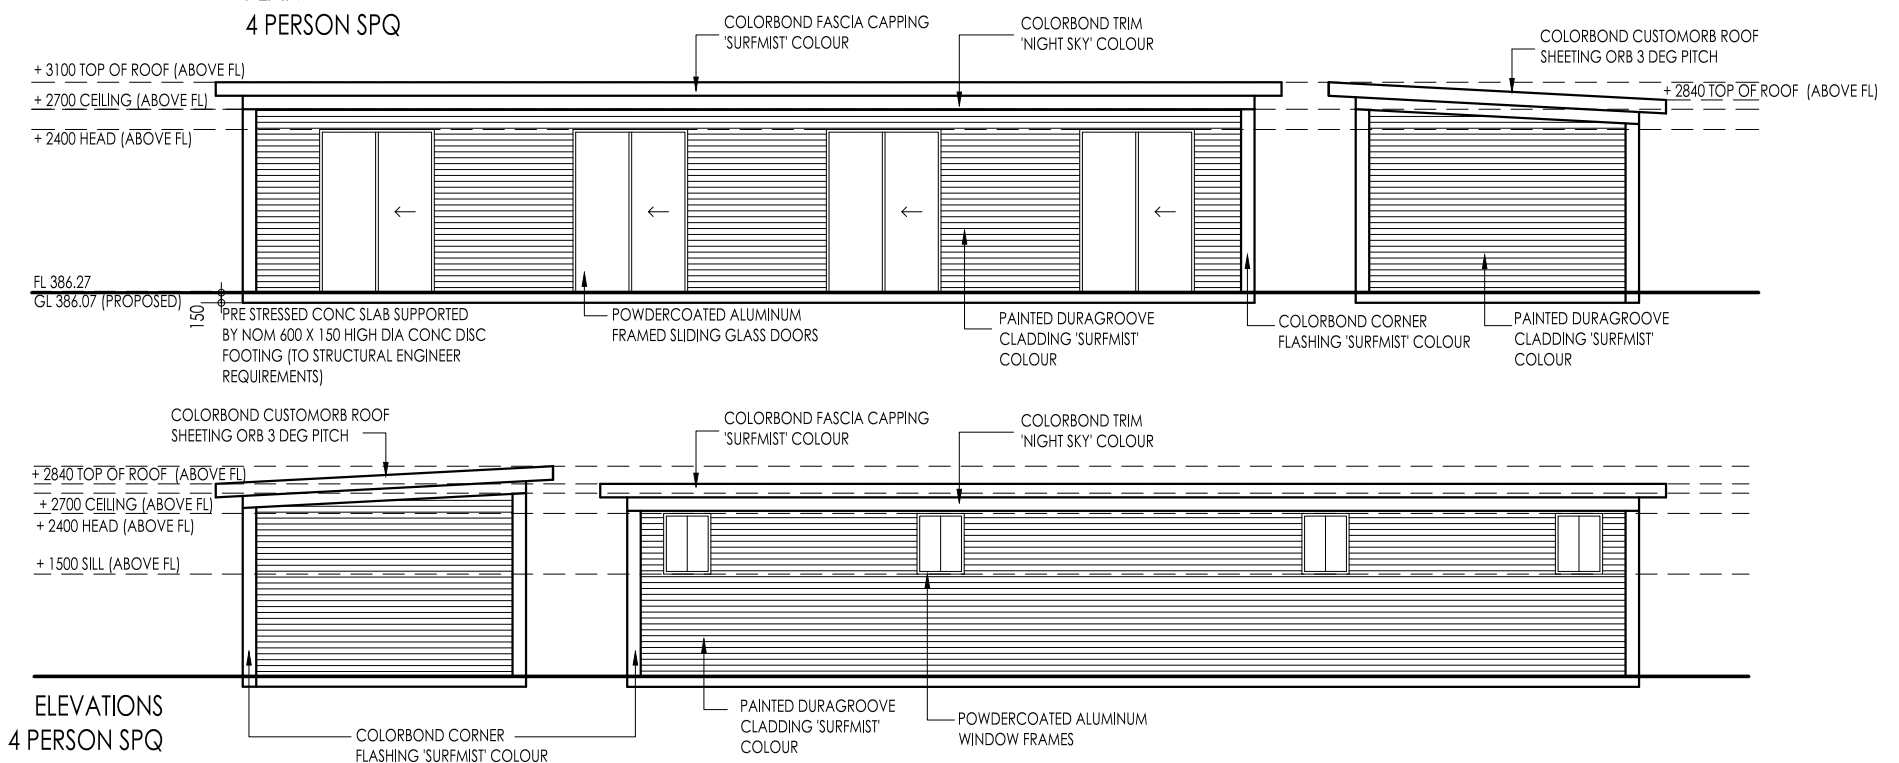 4 PERSON SPQ
COLORBOND FASCIA CAPPING
'SURFMIST' COLOUR
COLORBOND TRIM
'NIGHT SKY' COLOUR
COLORBOND CUSTOMORB ROOF
SHEETING ORB 3 DEG PITCH
+ 3100 TOP OF ROOF (ABOVE FL)
+ 2700 CEILING (ABOVE FL)
+ 2400 HEAD (ABOVE FL)
+ 2840 TOP OF ROOF (ABOVE FL)
FL 386.27
GL 386.07 (PROPOSED)
150
PRE STRESSED CONC SLAB SUPPORTED
BY NOM 600 X 150 HIGH DIA CONC DISC
FOOTING (TO STRUCTURAL ENGINEER
REQUIREMENTS)
POWDERCOATED ALUMINUM
FRAMED SLIDING GLASS DOORS
PAINTED DURAGROOVE
CLADDING 'SURFMIST'
COLOUR
COLORBOND CORNER
FLASHING 'SURFMIST' COLOUR
PAINTED DURAGROOVE
CLADDING 'SURFMIST'
COLOUR
COLORBOND CUSTOMORB ROOF
SHEETING ORB 3 DEG PITCH
COLORBOND FASCIA CAPPING
'SURFMIST' COLOUR
COLORBOND TRIM
'NIGHT SKY' COLOUR
+ 2840 TOP OF ROOF (ABOVE FL)
+ 2700 CEILING (ABOVE FL)
+ 2400 HEAD (ABOVE FL)
+ 1500 SILL (ABOVE FL)
ELEVATIONS
4 PERSON SPQ
COLORBOND CORNER
FLASHING 'SURFMIST' COLOUR
PAINTED DURAGROOVE
CLADDING 'SURFMIST'
COLOUR
POWDERCOATED ALUMINUM
WINDOW FRAMES